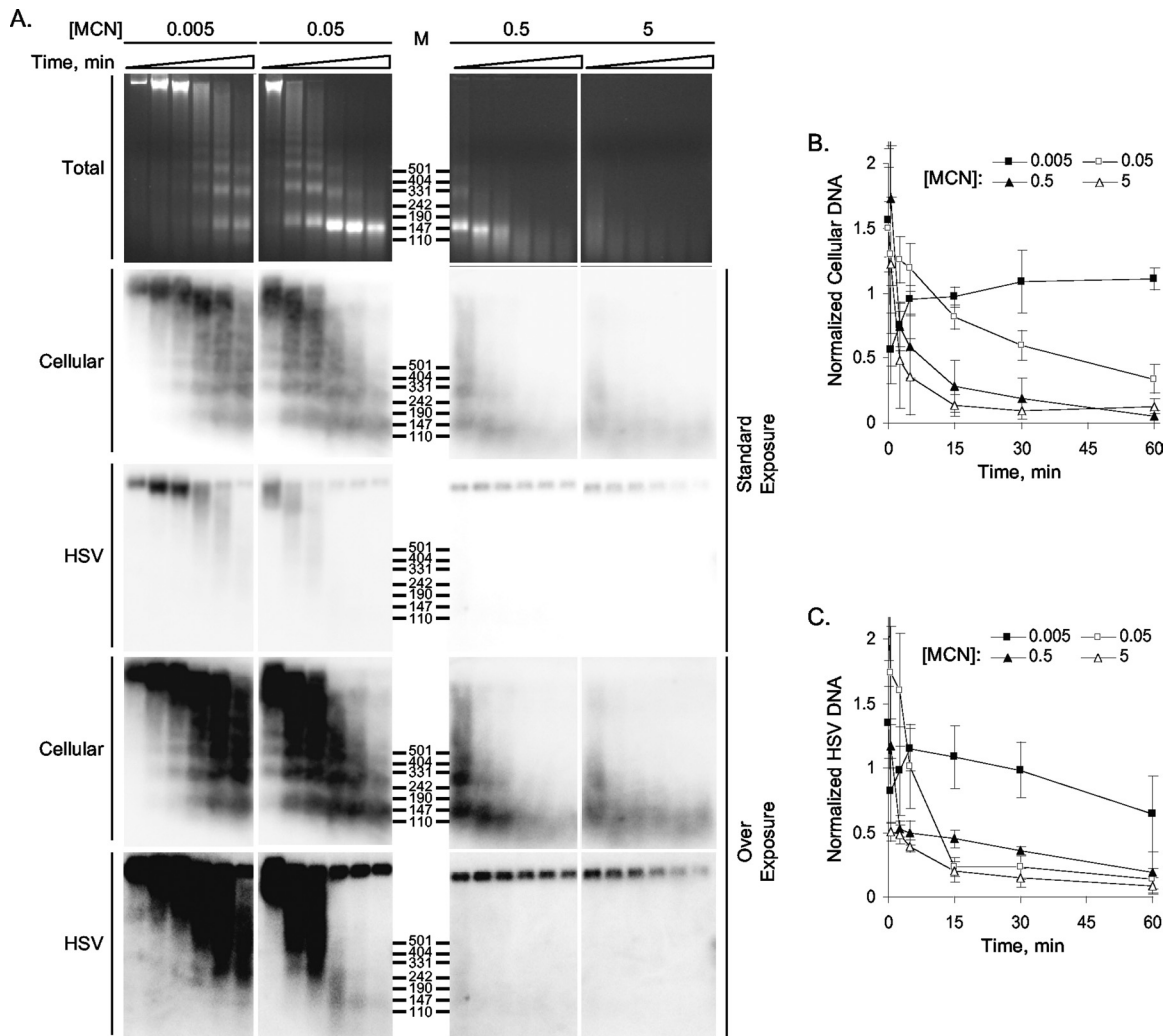 A.
[MCN] 0.005 0.05 M 0.5 5
Time, min
Total
501
404
331
242
190
147
110
Cellular
501
404
331
242
190
147
110
HSV
501
404
331
242
190
147
110
Standard
Exposure
Cellular
501
404
331
242
190
147
110
HSV
501
404
331
242
190
147
110
Over
Exposure
B.
[MCN]: 0.005 0.05
0.5 5
Normalized Cellular DNA
2
1.5
1
0.5
0
0 15 30 45 60
Time, min
C.
[MCN]: 0.005 0.05
0.5 5
Normalized HSV DNA
2
1.5
1
0.5
0
0 15 30 45 60
Time, min